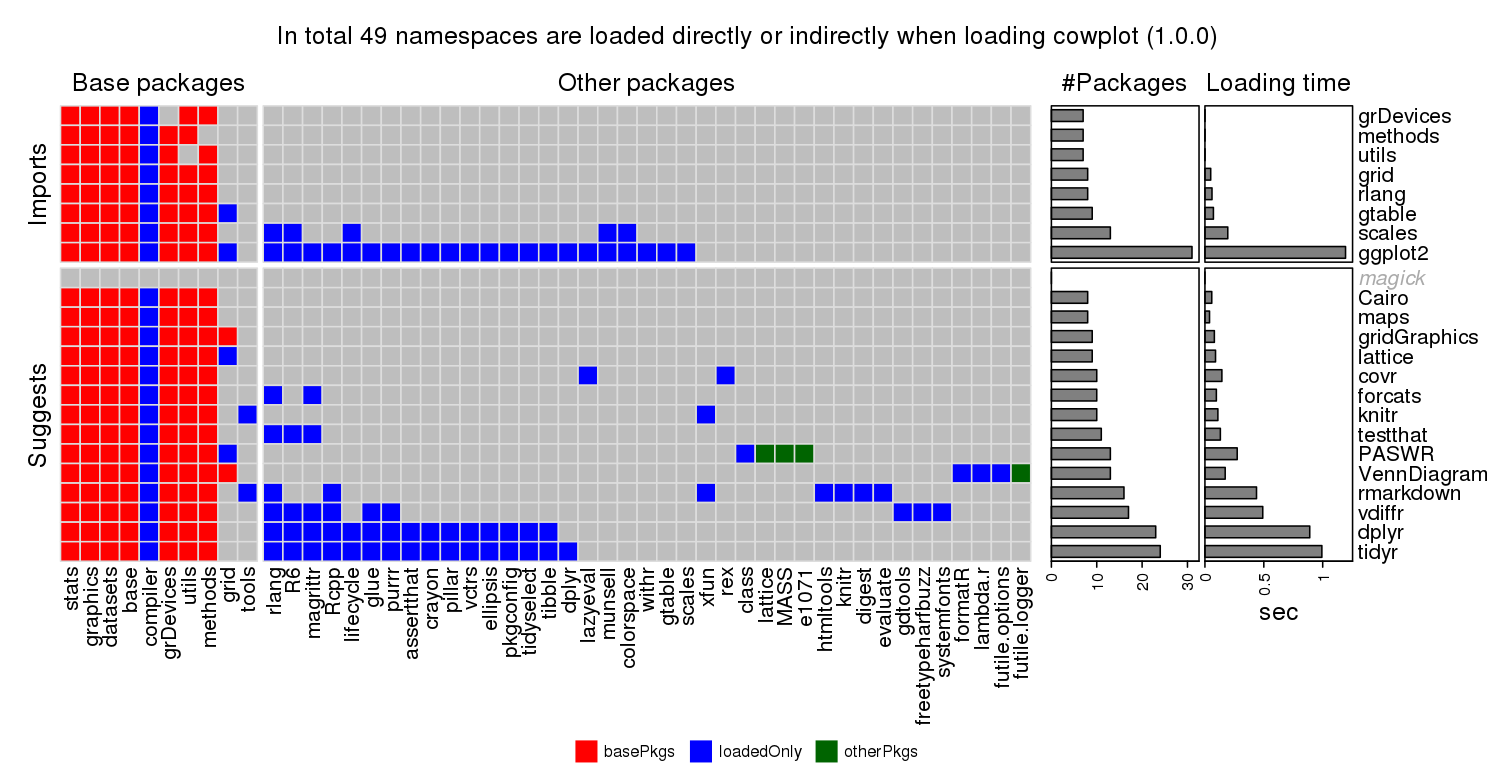 In total 49 namespaces are loaded directly or indirectly when loading cowplot (1.0.0)
Base packages
Other packages
#Packages
Loading time
Imports
grDevices
methods
utils
grid
rlang
gtable
scales
ggplot2
Suggests
magick
Cairo
maps
gridGraphics
lattice
covr
forcats
knitr
testthat
PASWR
VennDiagram
rmarkdown
vdiffr
dplyr
tidyr
stats
graphics
datasets
base
compiler
grDevices
utils
methods
grid
tools
rlang
R6
magrittr
Rcpp
lifecycle
glue
purrr
assertthat
crayon
pillar
vctrs
ellipsis
pkgconfig
tidyselect
tibble
dplyr
lazyeval
munsell
colorspace
withr
gtable
scales
xfun
rex
class
lattice
MASS
e1071
htmltools
knitr
digest
evaluate
gdtools
freetypeharfbuzz
systemfonts
formatR
lambda.r
futile.options
futile.logger
0 10 20 30
0 0.5 1
sec
basePkgs loadedOnly otherPkgs